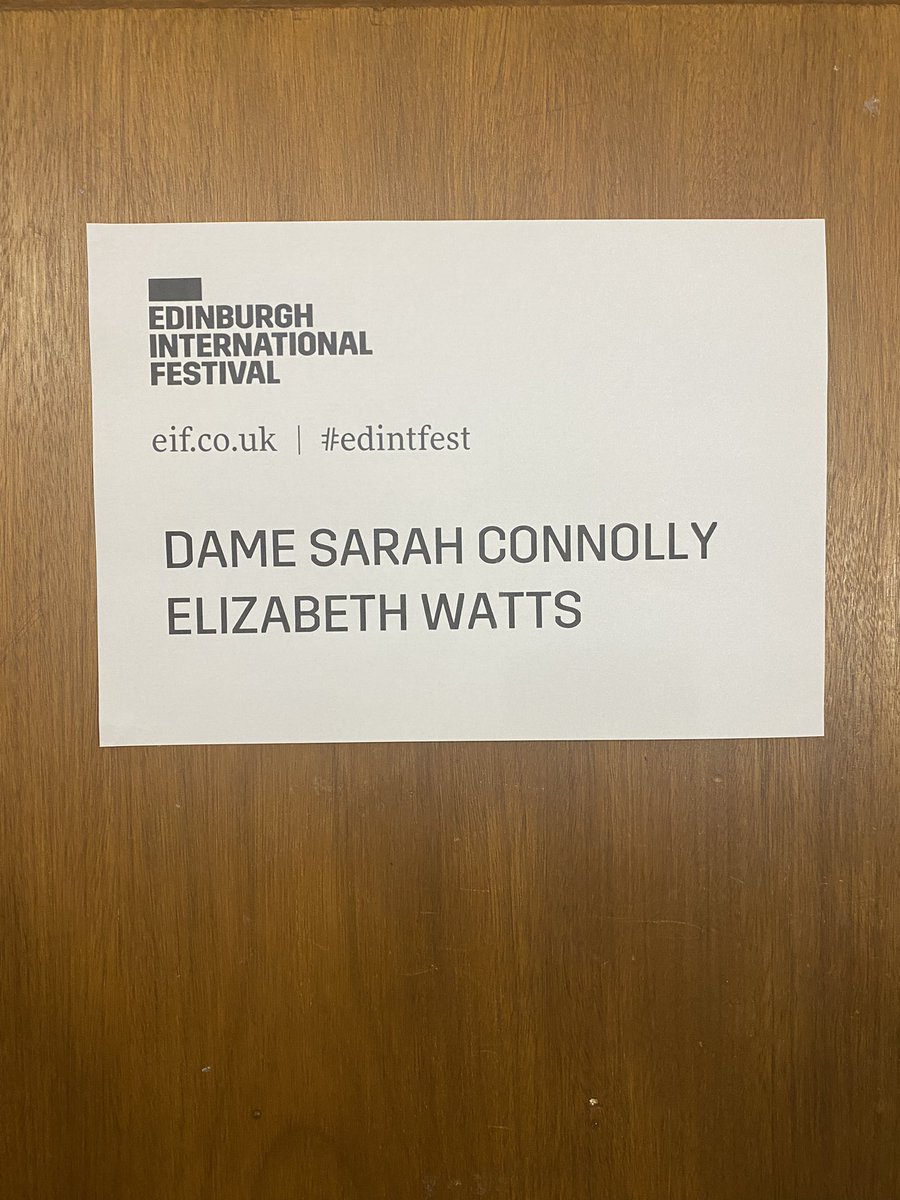 EDINBURGH
INTERNATIONAL
FESTIVAL
eif.co.uk | #edintfest
DAME SARAH CONNOLLY
ELIZABETH WATTS